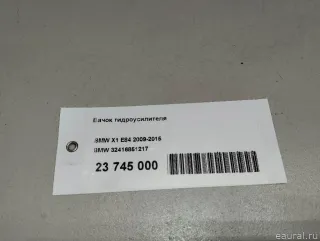 Бачок гидроусилителя
BMW X1 E84 2009-2015
BMW 32416851217
23 745 000
© eaural.ru